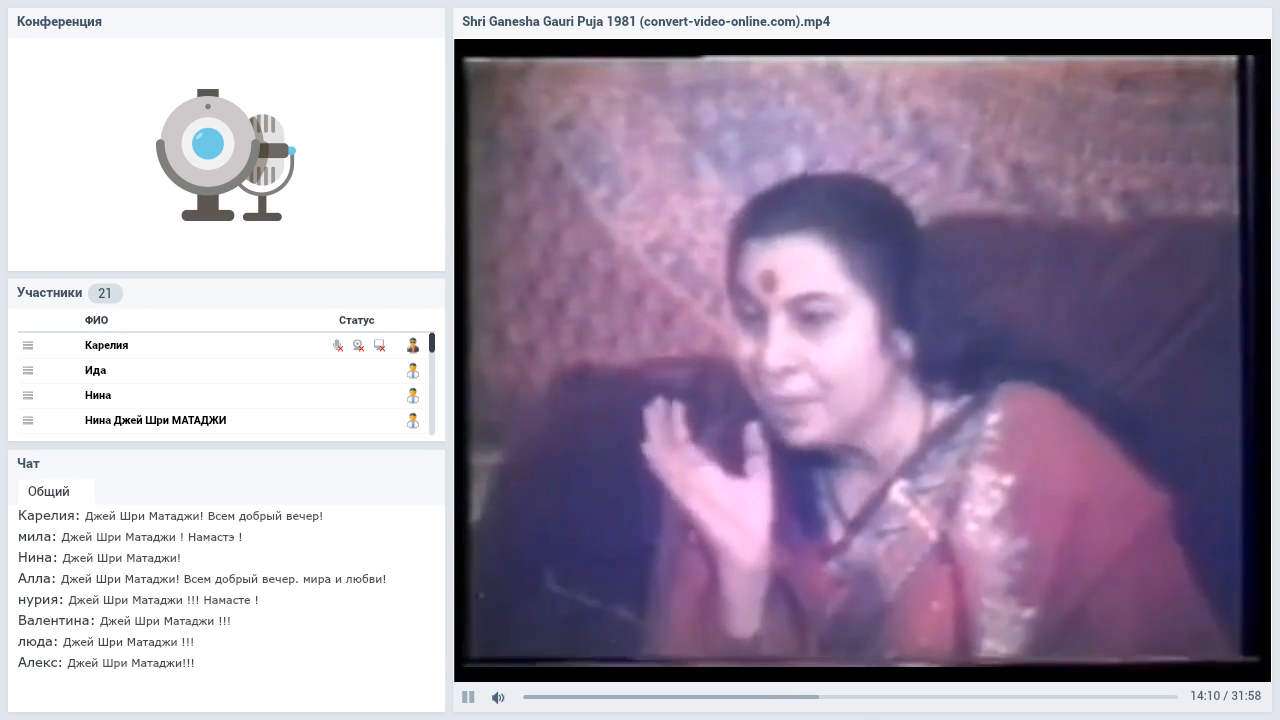 Конференция
Shri Ganesha Gauri Puja 1981 (convert-video-online.com).mp4
Участники 21
ФИО Статус
Карелия
Ида
Нина
Нина Джей Шри МАТАДЖИ
Чат
Общий
Карелия: Джей Шри Матаджи! Всем добрый вечер!
мила: Джей Шри Матаджи ! Намастэ !
Нина: Джей Шри Матаджи!
Алла: Джей Шри Матаджи! Всем добрый вечер. мира и любви!
нурия: Джей Шри Матаджи !!! Намасте !
Валентина: Джей Шри Матаджи !!!
люда: Джей Шри Матаджи !!!
Алекс: Джей Шри Матаджи!!!
14:10 / 31:58